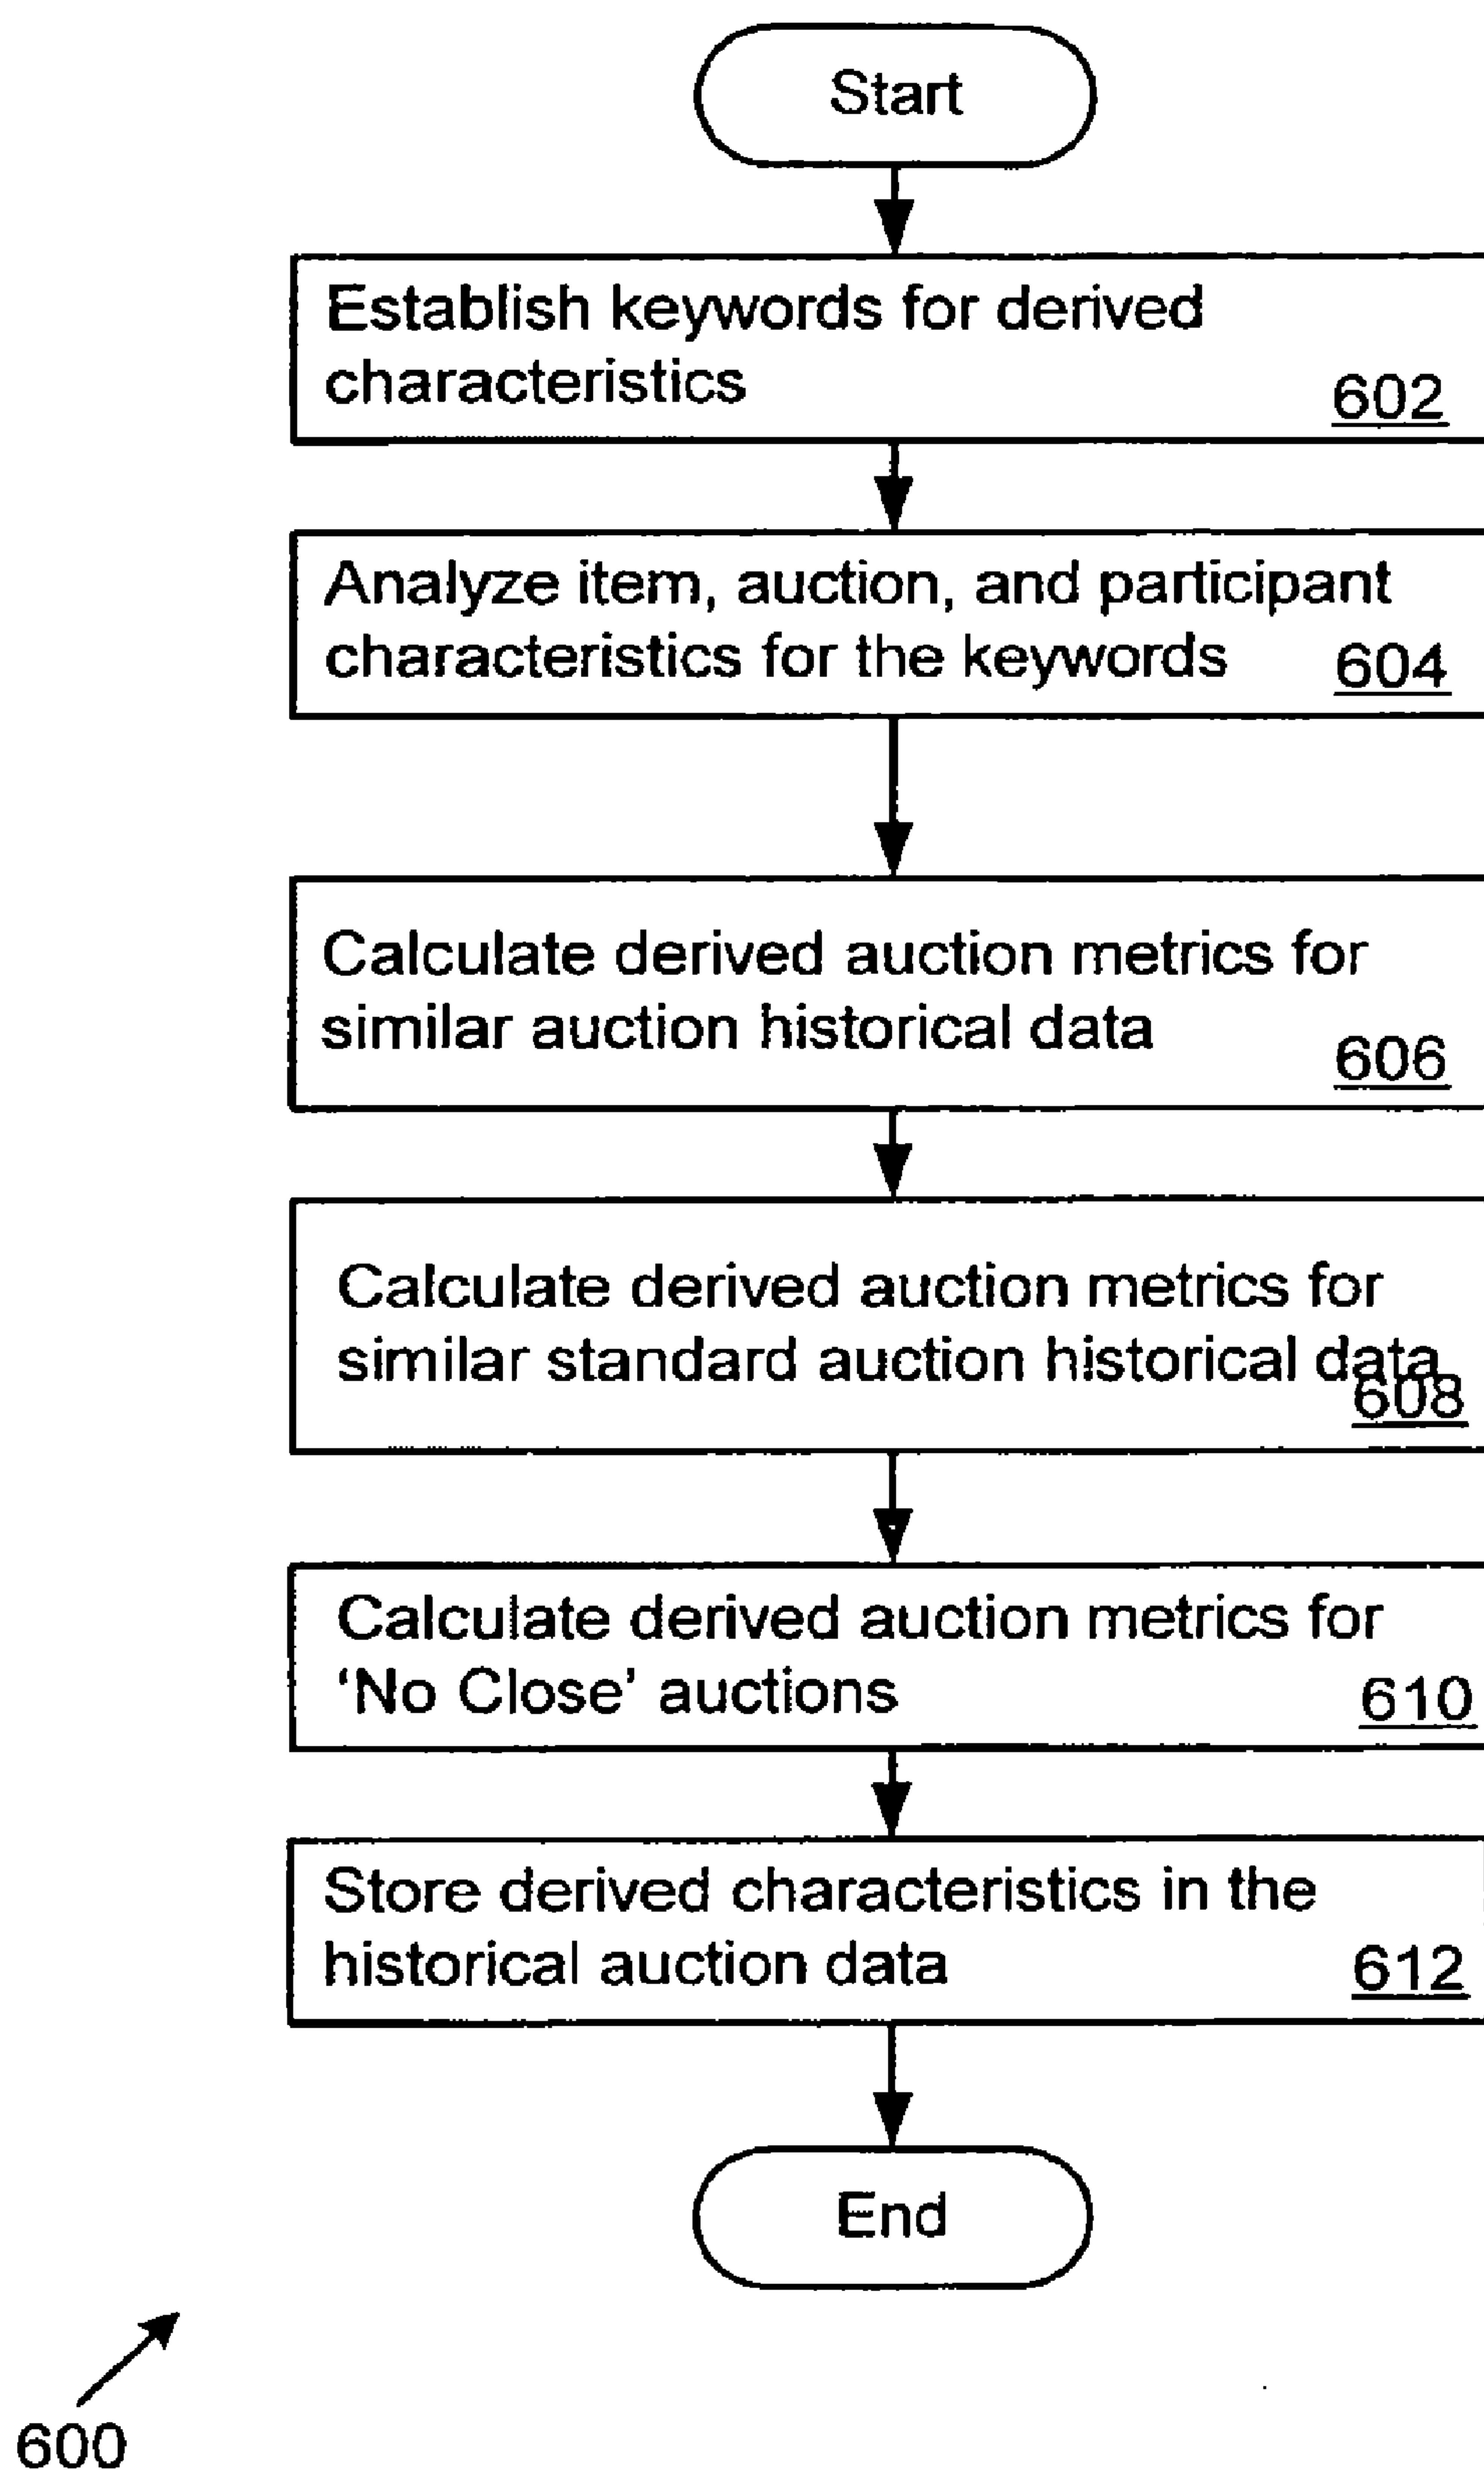 Start
Establish keywords for derived
characteristics
602
Analyze item, auction, and participant
characteristics for the keywords
604
Calculate derived auction metrics for
similar auction historical data
606
Calculate derived auction metrics for
similar standard auction historical data
608
Calculate derived auction metrics for
‘No Close’ auctions
610
Store derived characteristics in the
historical auction data
612
End
600